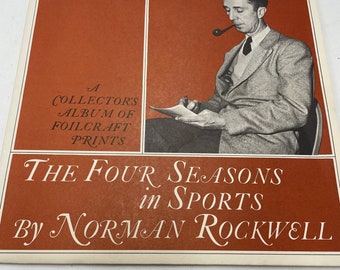 A
COLLECTOR'S
ALBUM OF
FOILCRAFT
PRINTS
THE FOUR SEASONS
in SPORTS
BY NORMAN ROCKWELL